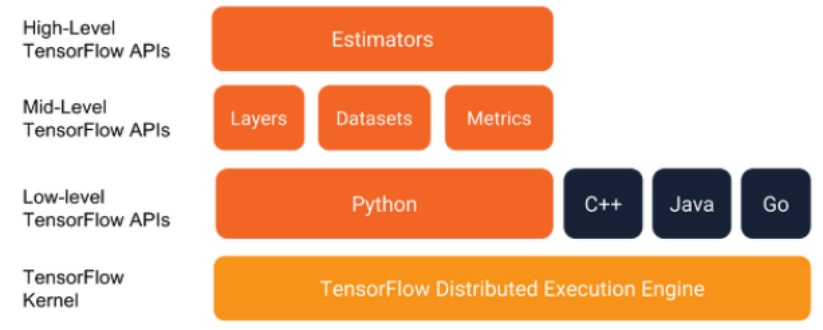 High-Level
TensorFlow APIs
Estimators
Mid-Level
TensorFlow APIs
Layers
Datasets
Metrics
Low-level
TensorFlow APIs
Python
C++
Java
Go
TensorFlow
Kernel
TensorFlow Distributed Execution Engine